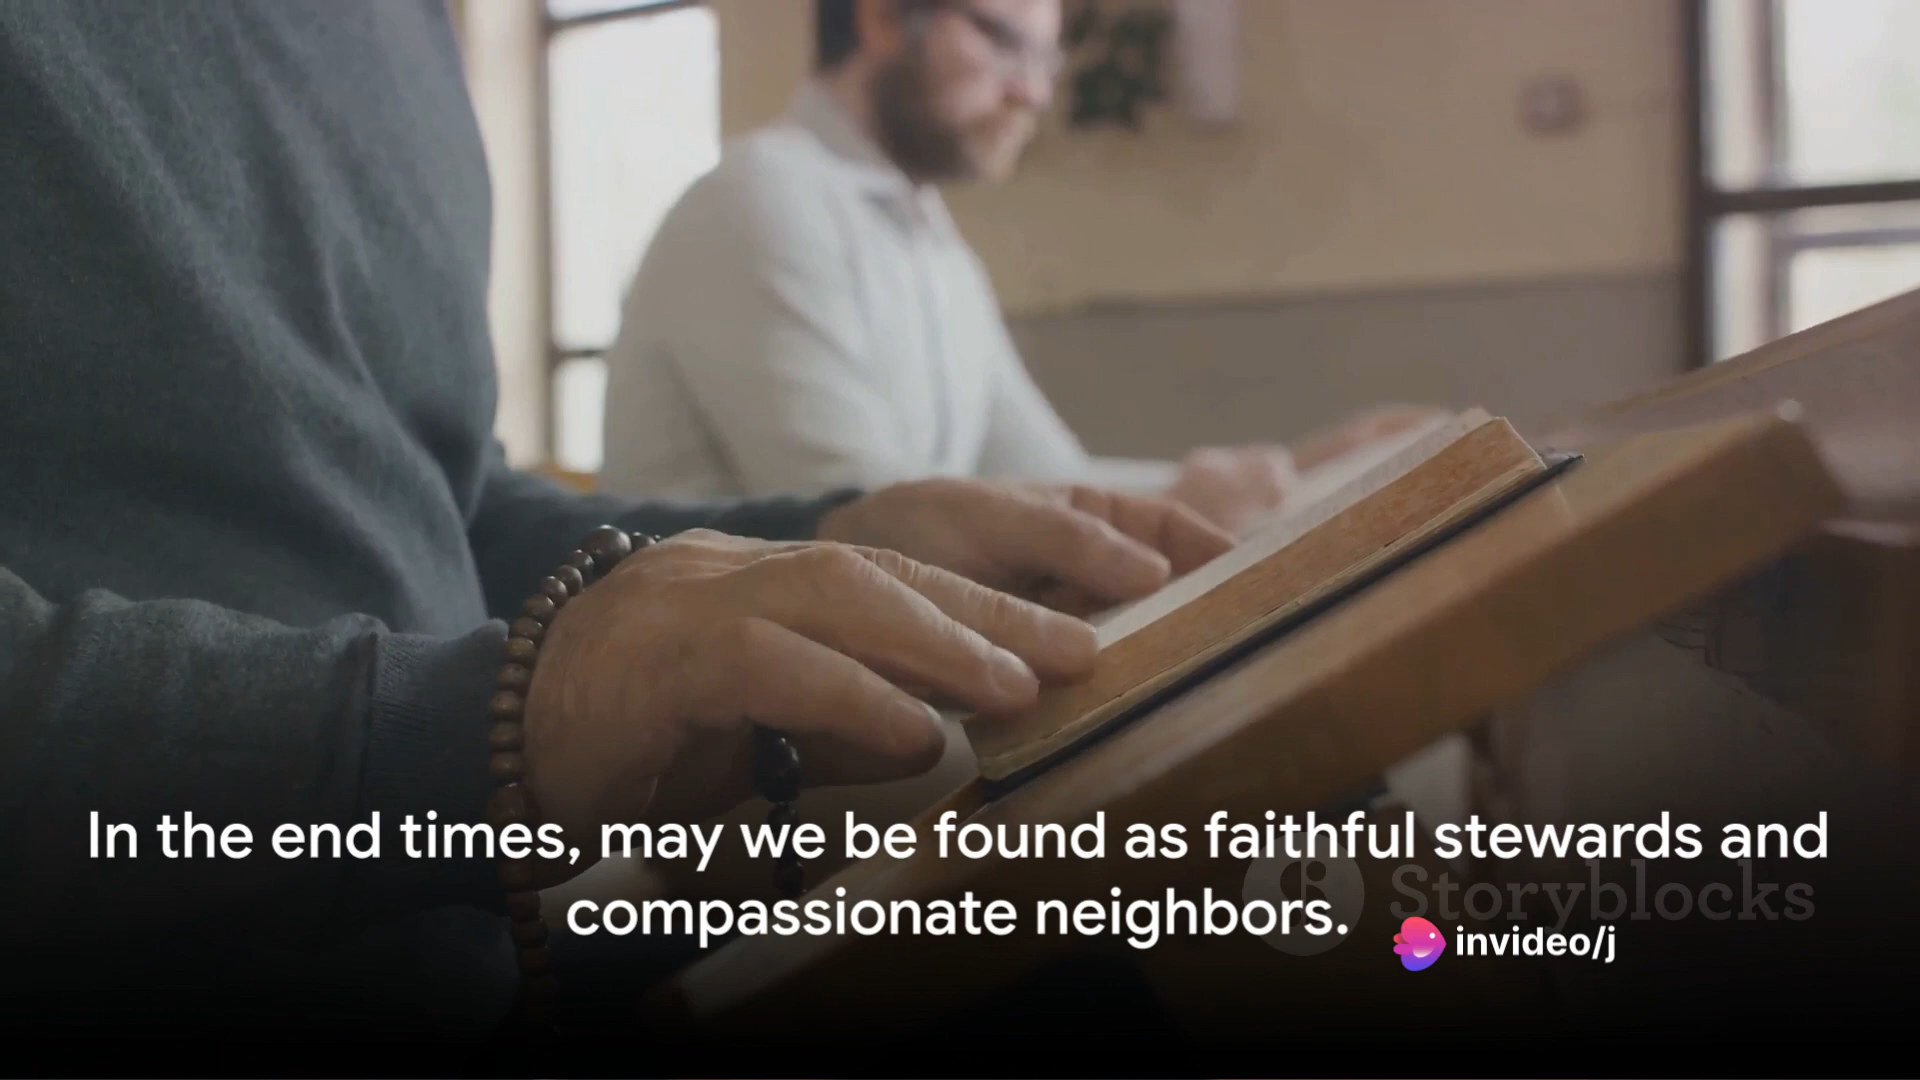 In the end times, may we be found as faithful stewards and
compassionate neighbors.
Storyblocks
invideo/j